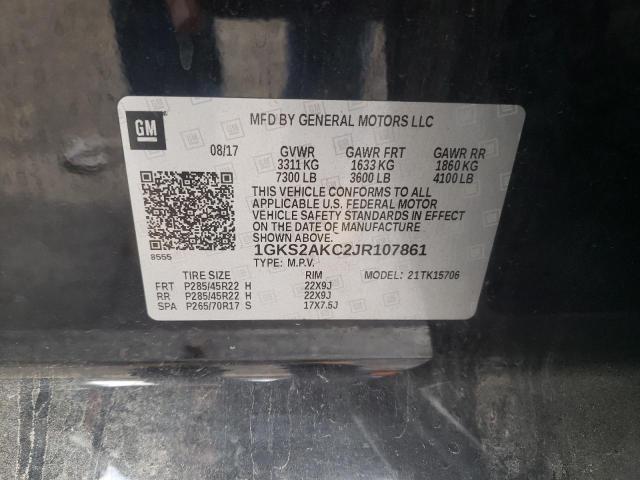 GM
MFD BY GENERAL MOTORS LLC
08/17 GVWR GAWR FRT GAWR RR
3311 KG 1633 KG 1860 KG
7300 LB 3600 LB 4100 LB
THIS VEHICLE CONFORMS TO ALL
APPLICABLE U.S. FEDERAL MOTOR
VEHICLE SAFETY STANDARDS IN EFFECT
ON THE DATE OF MANUFACTURE
SHOWN ABOVE.
8555
1GKS2AKC2JR107861
TYPE: M.P.V. MODEL: 21TK15706
TIRE SIZE RIM
FRT P285/45R22 H 22X9J
RR P285/45R22 H 22X9J
SPA P265/70R17 S 17X7.5J